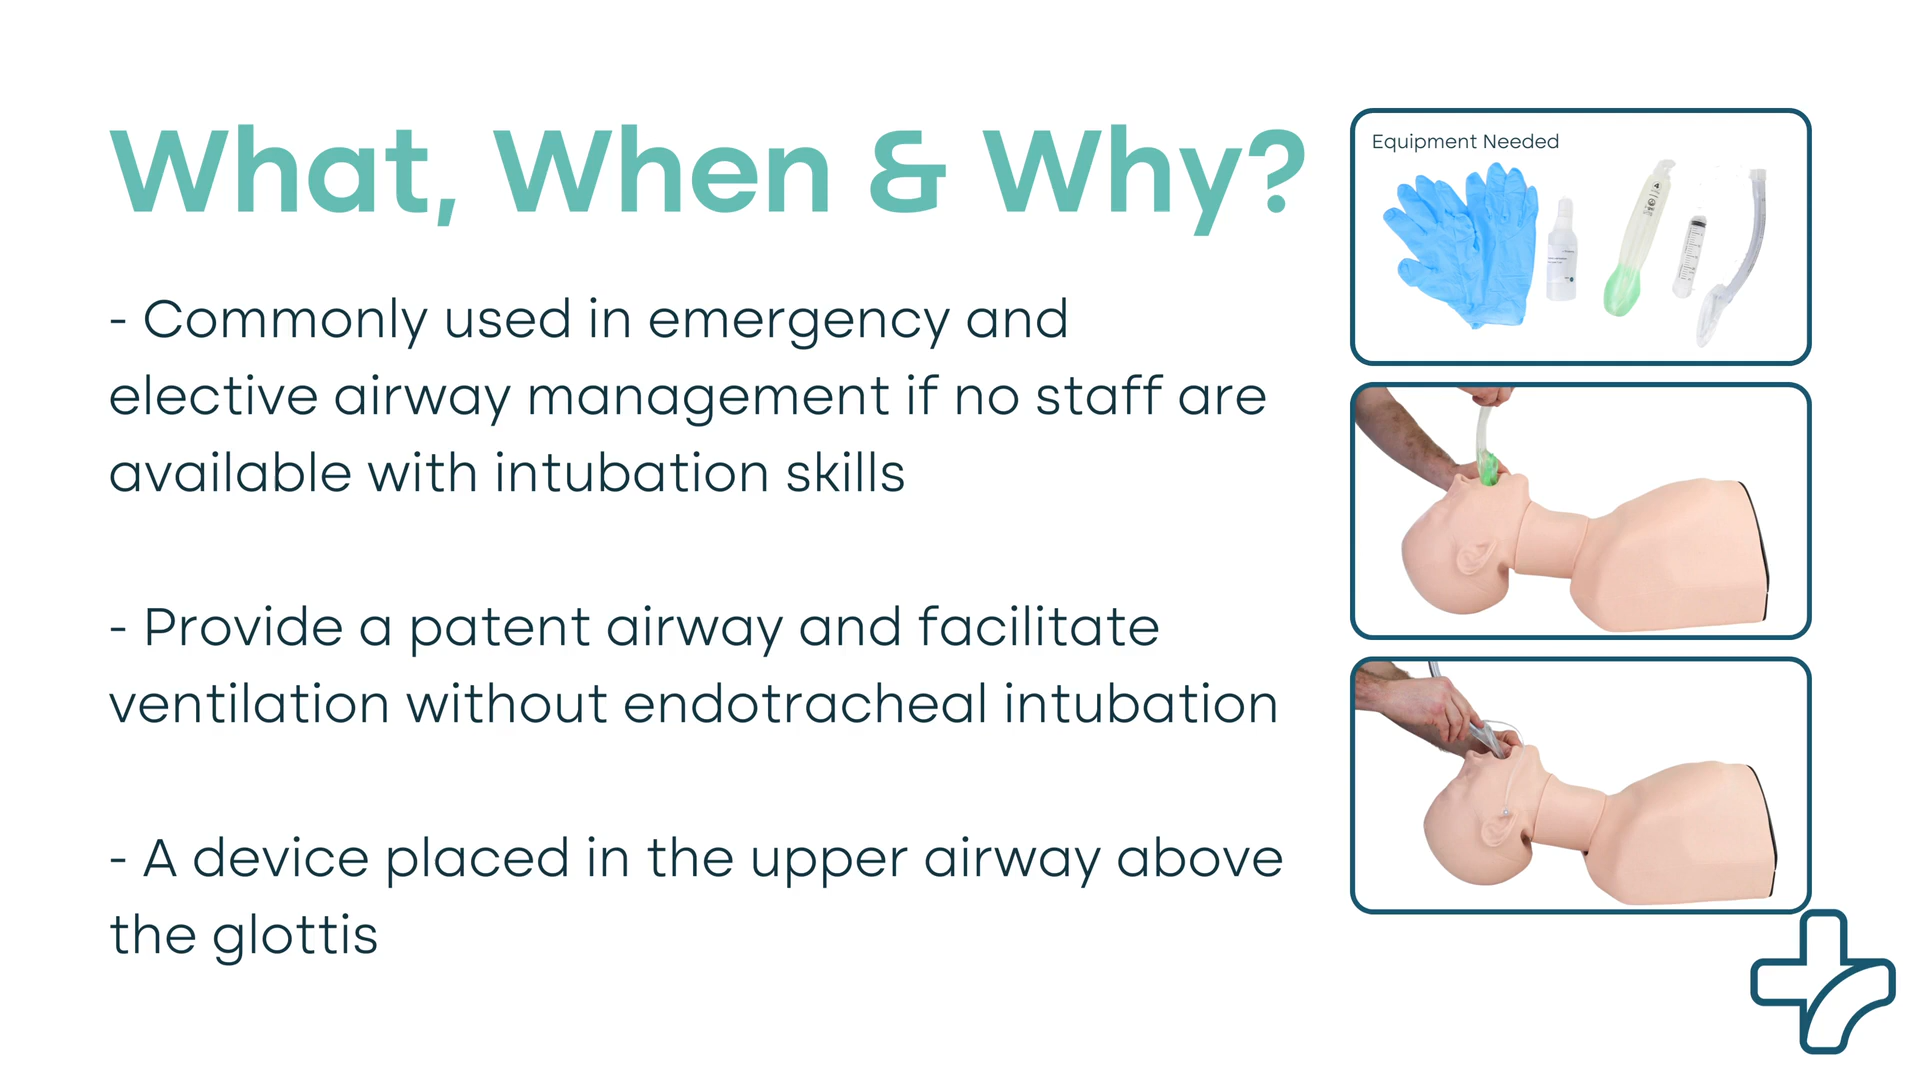 What, When & Why?
- Commonly used in emergency and
elective airway management if no staff are
available with intubation skills
- Provide a patent airway and facilitate
ventilation without endotracheal intubation
- A device placed in the upper airway above
the glottis
Equipment Needed
4